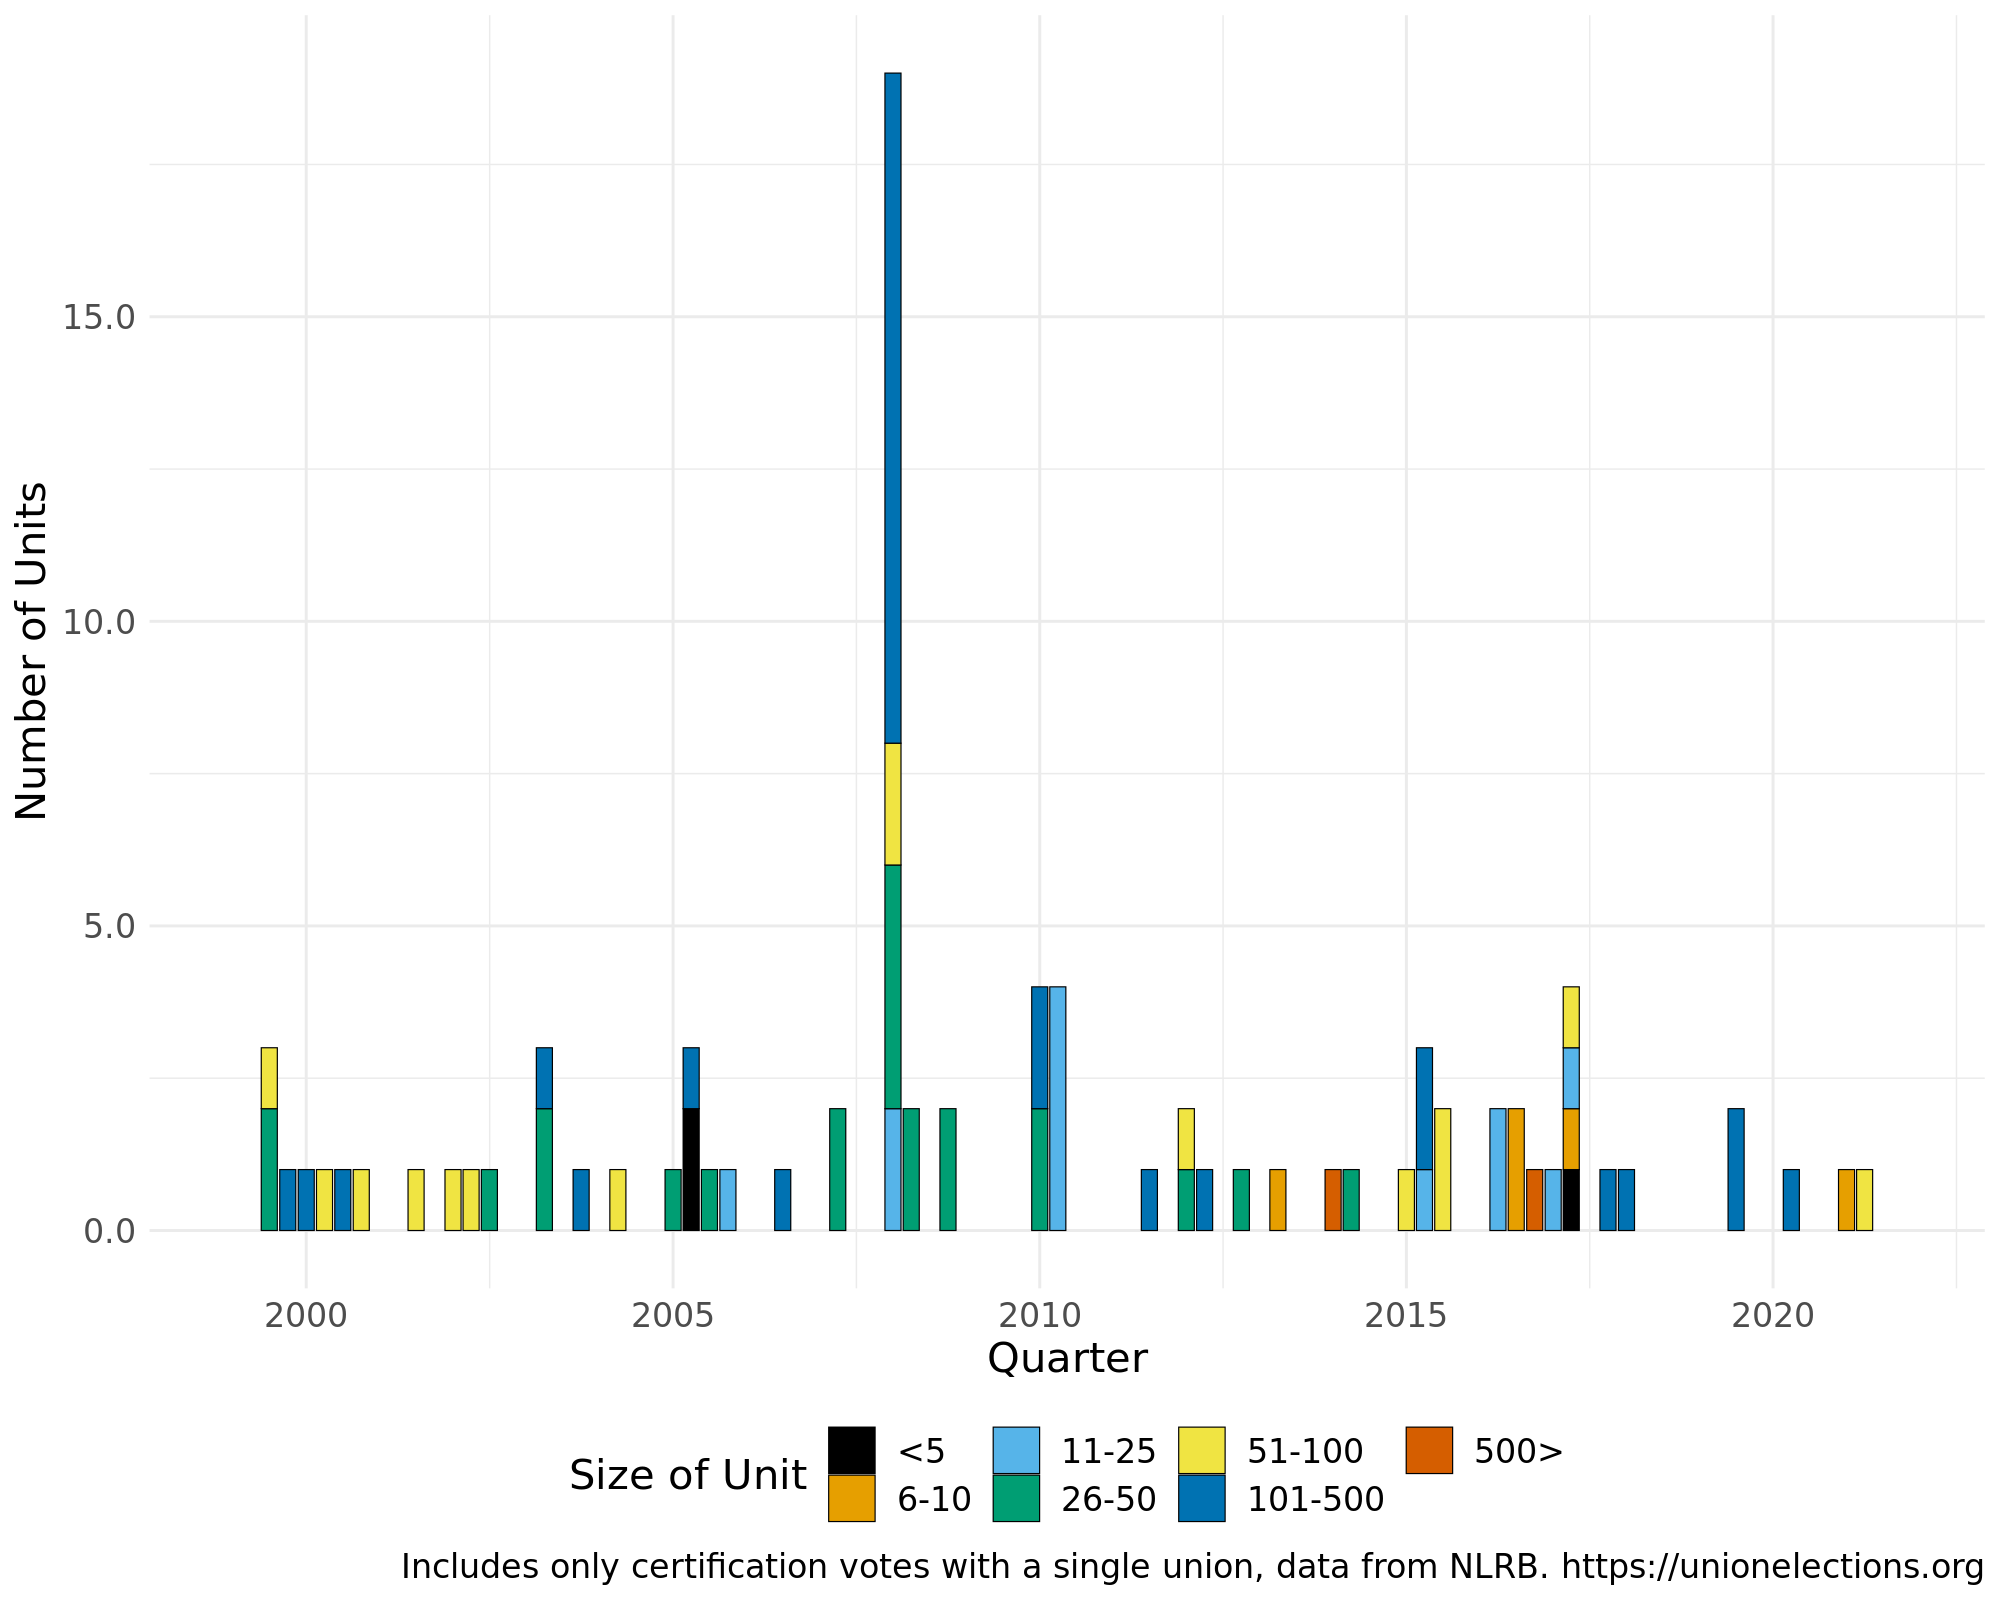 15.0
10.0
5.0
0.0
Number of Units
2000 2005 2010 2015 2020
Quarter
Size of Unit
<5 11-25 51-100 500>
6-10 26-50 101-500
Includes only certification votes with a single union, data from NLRB. https://unionelections.org